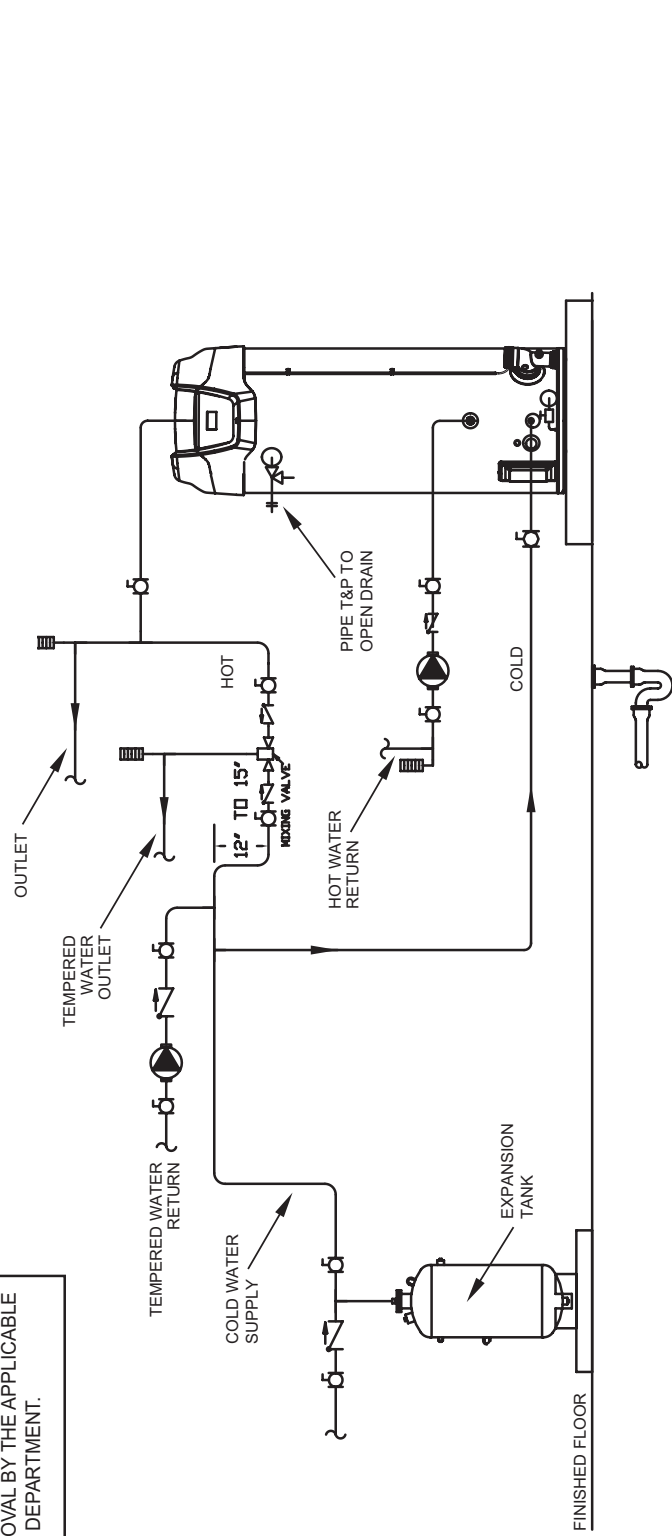 OVAL BY THE APPLICABLE
DEPARTMENT.
OUTLET
TEMPERED
WATER
OUTLET
TEMPERED WATER
RETURN
HOT
12" TO 15"
MIXING VALVE
COLD WATER
SUPPLY
PIPE T&P TO
OPEN DRAIN
HOT WATER
RETURN
COLD
EXPANSION
TANK
FINISHED FLOOR